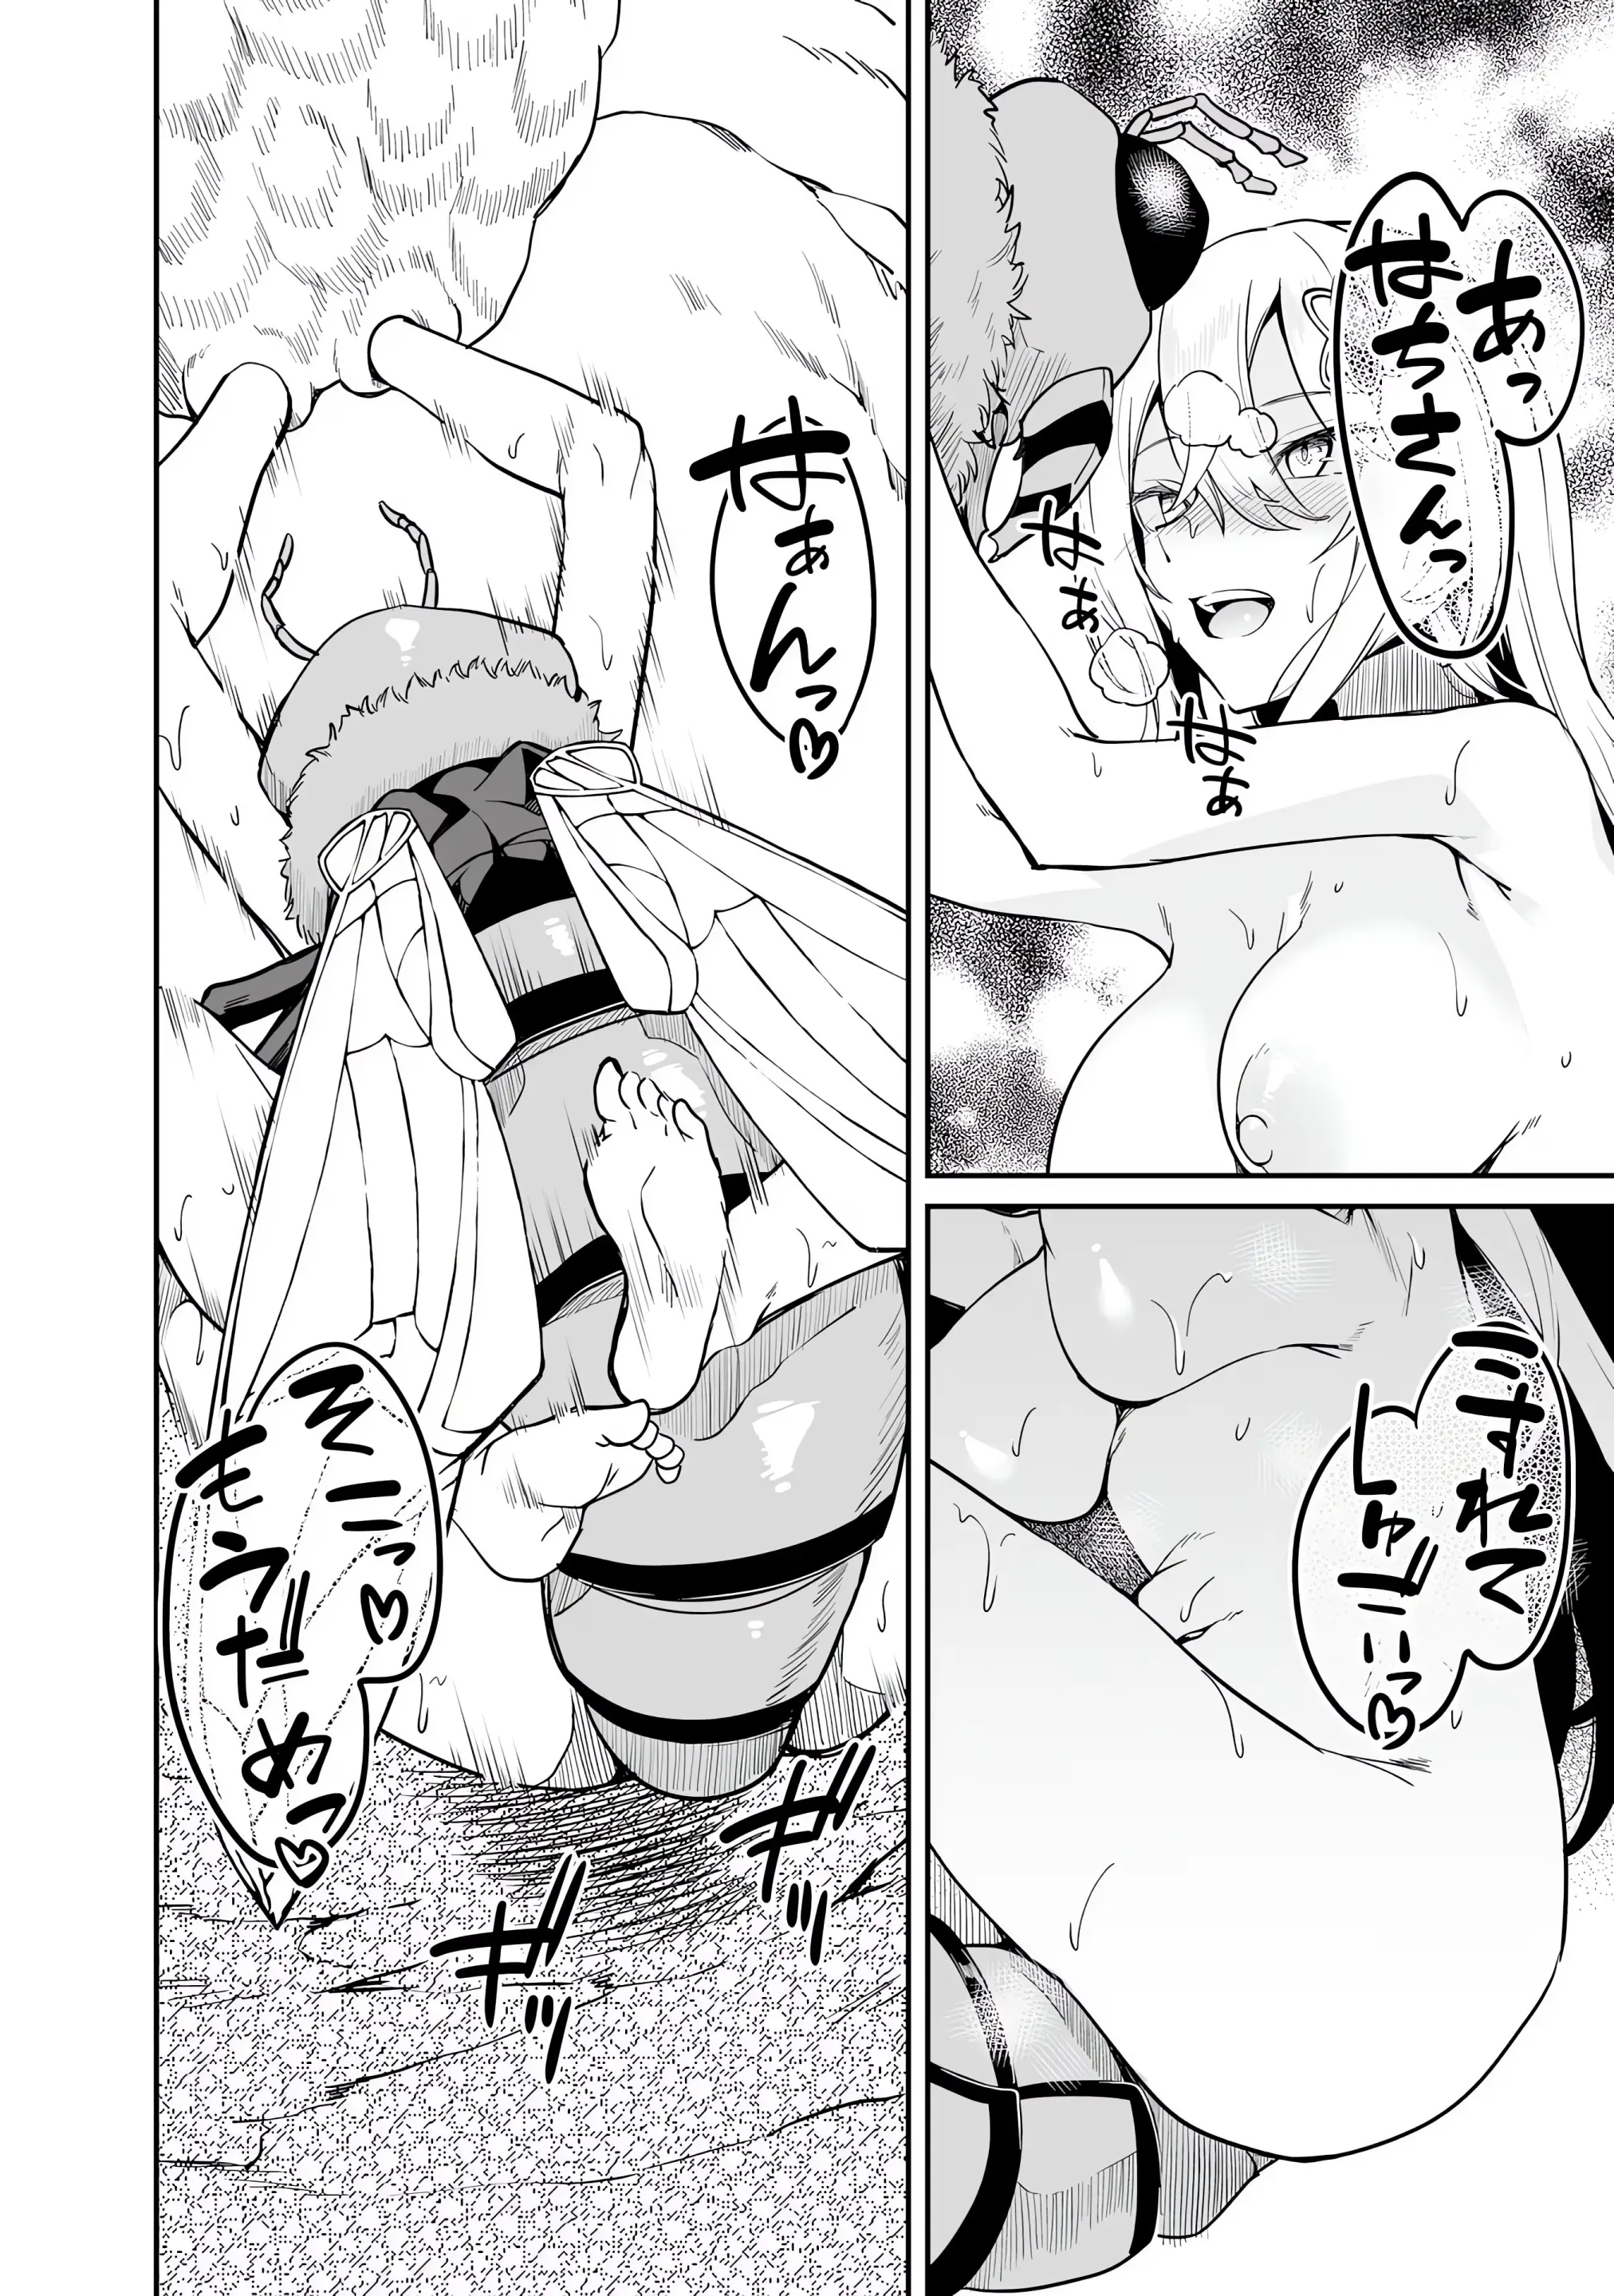 あっ
はちさんっ
はぁ
はぁ
こすれて
しゅごいっ♡
はぁんっ♡
そこっ♡
もうだめっ♡
ギッ
ギッ